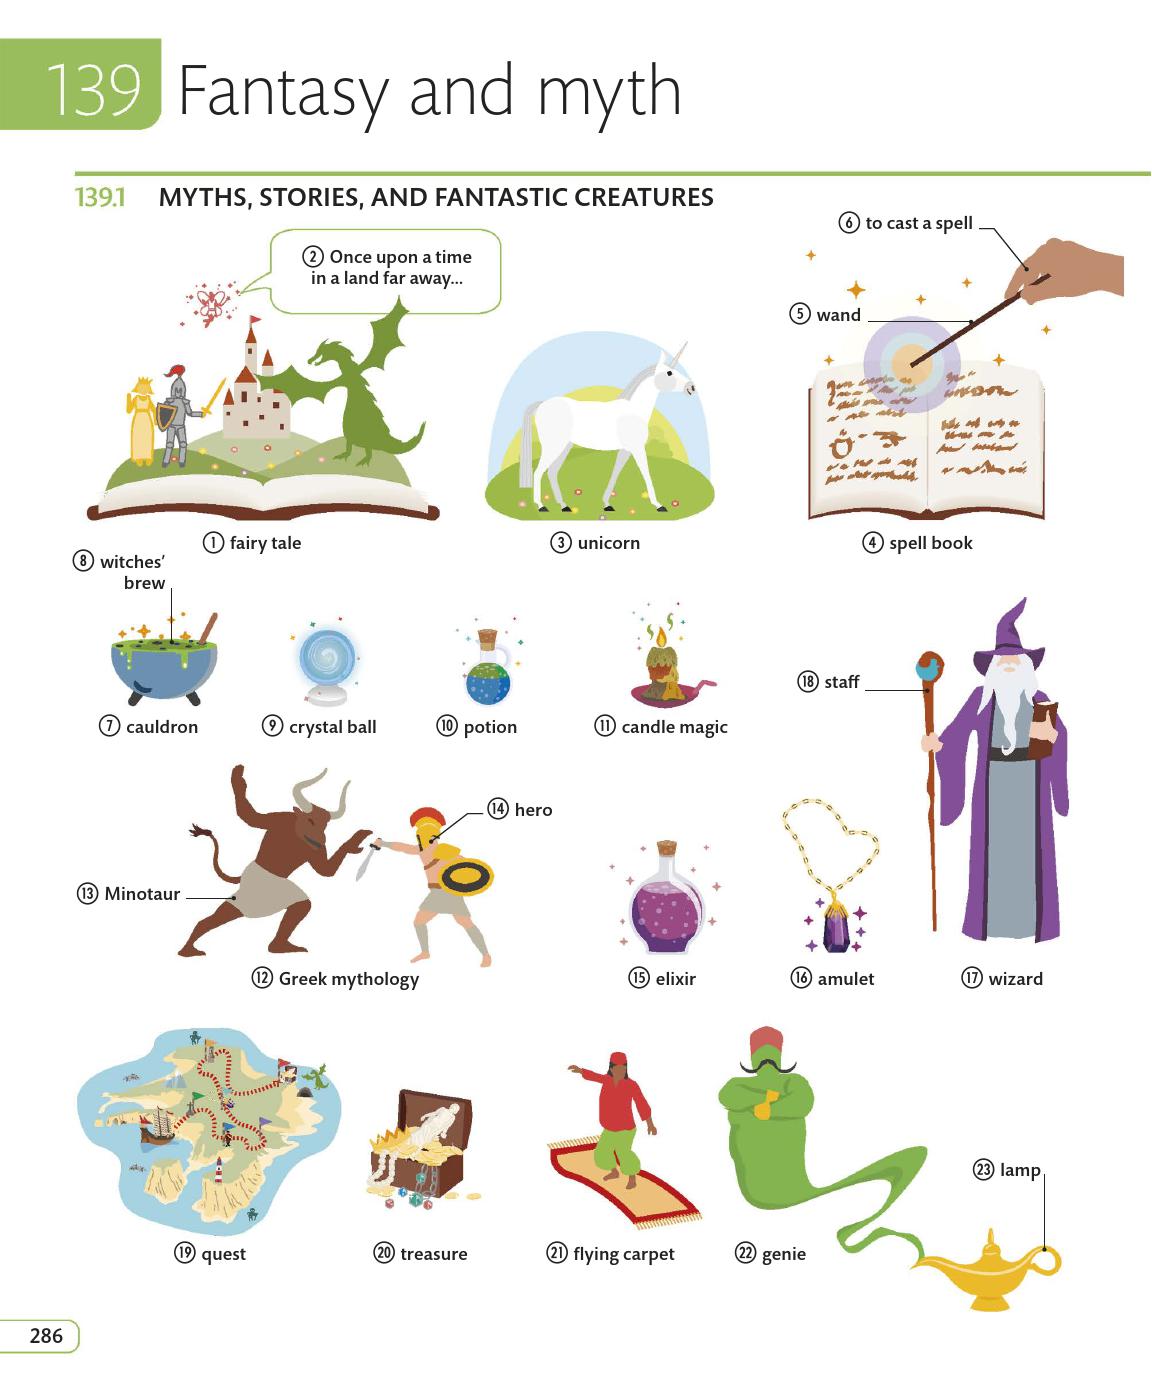 139 Fantasy and myth
139.1 MYTHS, STORIES, AND FANTASTIC CREATURES
② Once upon a time
in a land far away...
⑥ to cast a spell
⑤ wand
① fairy tale
③ unicorn
④ spell book
⑧ witches’
brew
⑦ cauldron
⑨ crystal ball
⑩ potion
⑪ candle magic
⑱ staff
⑭ hero
⑬ Minotaur
⑫ Greek mythology
⑮ elixir
⑯ amulet
⑰ wizard
㉓ lamp
⑲ quest
⑳ treasure
㉑ flying carpet
㉒ genie
286